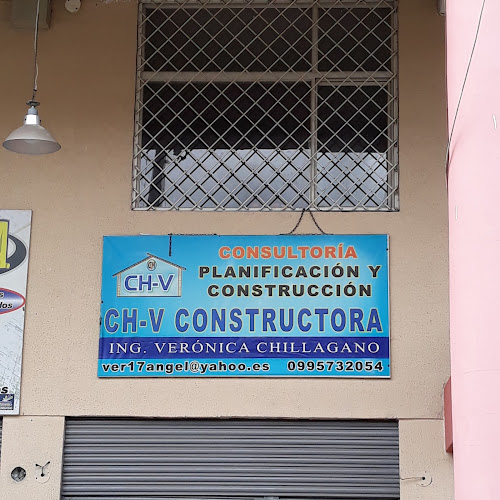 CONSULTORÍA
PLANIFICACIÓN Y
CONSTRUCCIÓN
CH-V
CH-V CONSTRUCTORA
ING. VERÓNICA CHILLAGANO
ver17angel@yahoo.es 0995732054